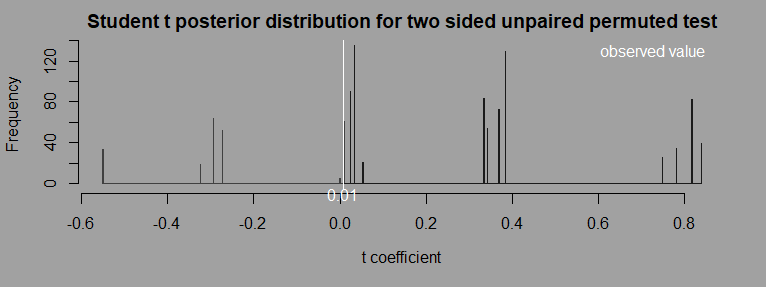 Student t posterior distribution for two sided unpaired permuted test
observed value
Frequency
120
80
40
0
0.01
-0.6 -0.4 -0.2 0.0 0.2 0.4 0.6 0.8
t coefficient